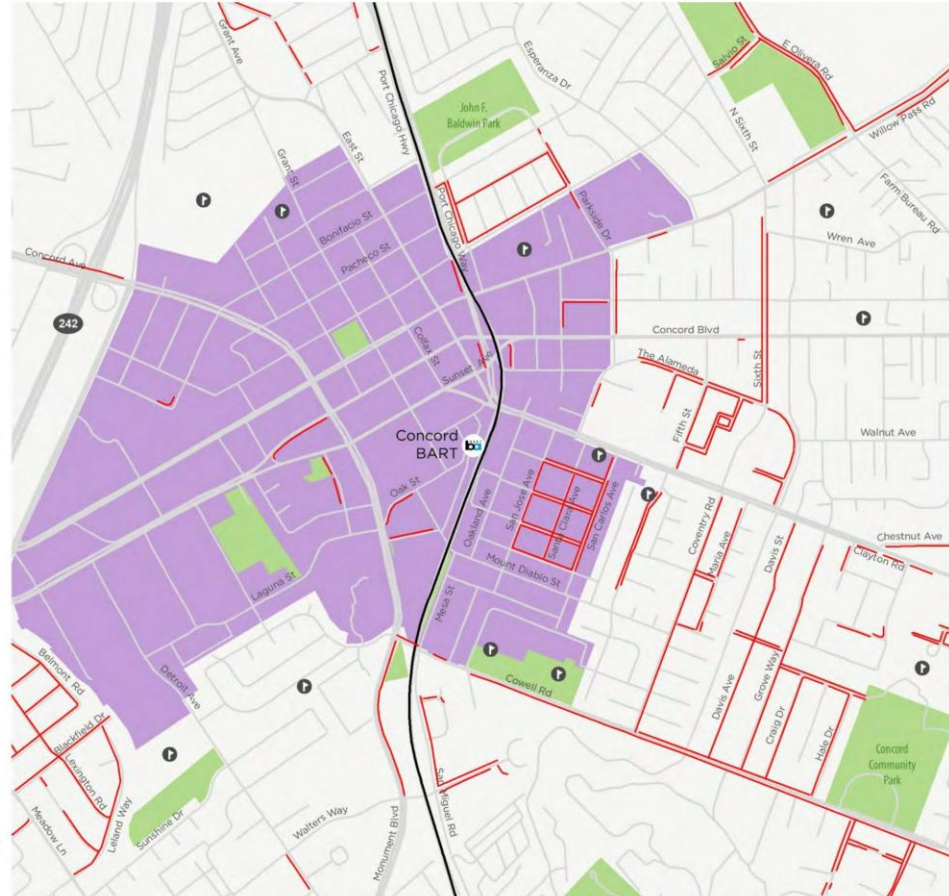 Grant Ave
Port Chicago Hwy
Esperanza Dr
Salvio St
E Olivera Rd
Willow Pass Rd
N Sixth St
John F.
Baldwin Park
East St
Grant St
Bonifacio St
Pacheco St
Port Chicago Way
Parkside Dr
Farm Bureau Rd
Wren Ave
Concord Ave
242
Colfax St
Sunset Ave
Concord Blvd
The Alameda
Sixth St
Fifth St
Walnut Ave
Concord
BART
ba
Oak St
Oakland Ave
San Jose Ave
Santa Clara Ave
San Carlos Ave
Coventry Rd
Maria Ave
Davis St
Chestnut Ave
Clayton Rd
Mount Diablo St
Laguna St
Mesa St
Detroit Ave
Cowell Rd
Belmont Rd
Blackfield Dr
Lexington Rd
Leland Way
Meadow Ln
Sunshine Dr
Walters Way
Monument Blvd
San Miguel Rd
Davis Ave
Grove Way
Craig Dr
Hale Dr
Concord
Community
Park